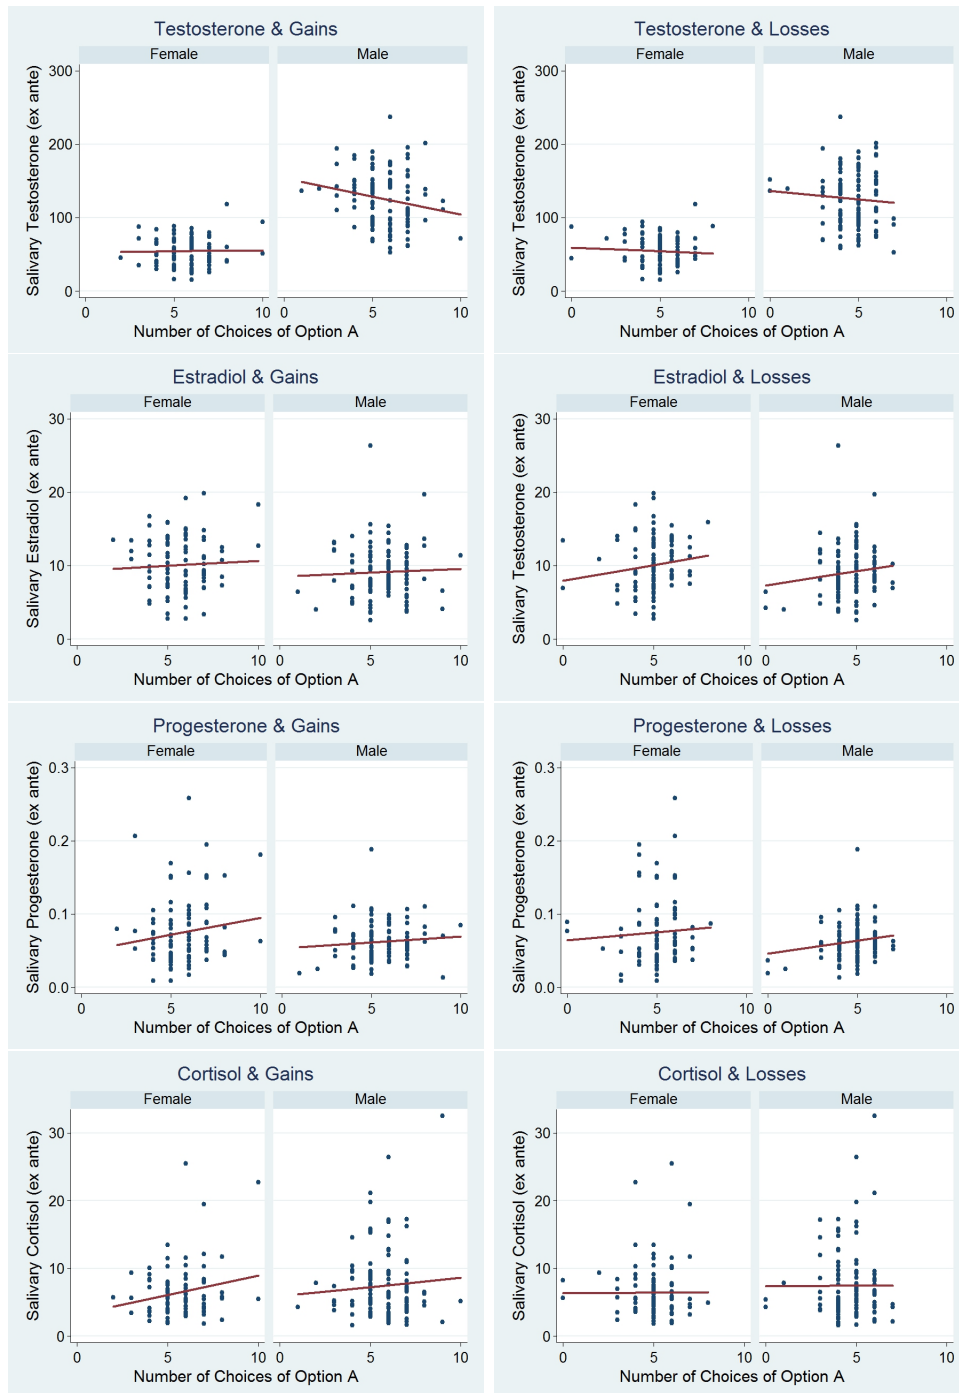 Testosterone & Gains
Female Male
Salivary Testosterone (ex ante)
300
200
100
0
0 5 10 0 5 10
Number of Choices of Option A
Testosterone & Losses
Female Male
Salivary Testosterone (ex ante)
300
200
100
0
0 5 10 0 5 10
Number of Choices of Option A
Estradiol & Gains
Female Male
Salivary Estradiol (ex ante)
30
20
10
0
0 5 10 0 5 10
Number of Choices of Option A
Estradiol & Losses
Female Male
Salivary Testosterone (ex ante)
30
20
10
0
0 5 10 0 5 10
Number of Choices of Option A
Progesterone & Gains
Female Male
Salivary Progesterone (ex ante)
0.3
0.2
0.1
0.0
0 5 10 0 5 10
Number of Choices of Option A
Progesterone & Losses
Female Male
Salivary Progesterone (ex ante)
0.3
0.2
0.1
0.0
0 5 10 0 5 10
Number of Choices of Option A
Cortisol & Gains
Female Male
Salivary Cortisol (ex ante)
30
20
10
0
0 5 10 0 5 10
Number of Choices of Option A
Cortisol & Losses
Female Male
Salivary Cortisol (ex ante)
30
20
10
0
0 5 10 0 5 10
Number of Choices of Option A